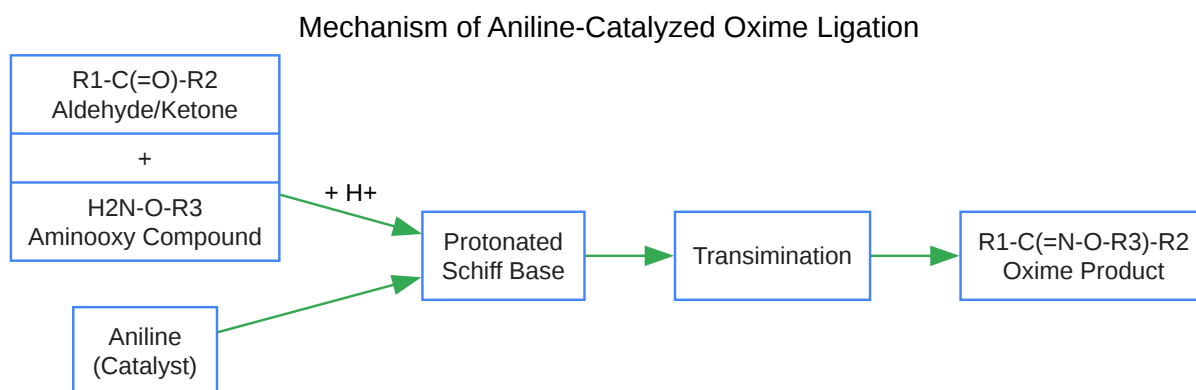 Mechanism of Aniline-Catalyzed Oxime Ligation
R1-C(=O)-R2
Aldehyde/Ketone
+
H2N-O-R3
Aminooxy Compound
+ H+
Aniline
(Catalyst)
Protonated
Schiff Base
Transimination
R1-C(=N-O-R3)-R2
Oxime Product